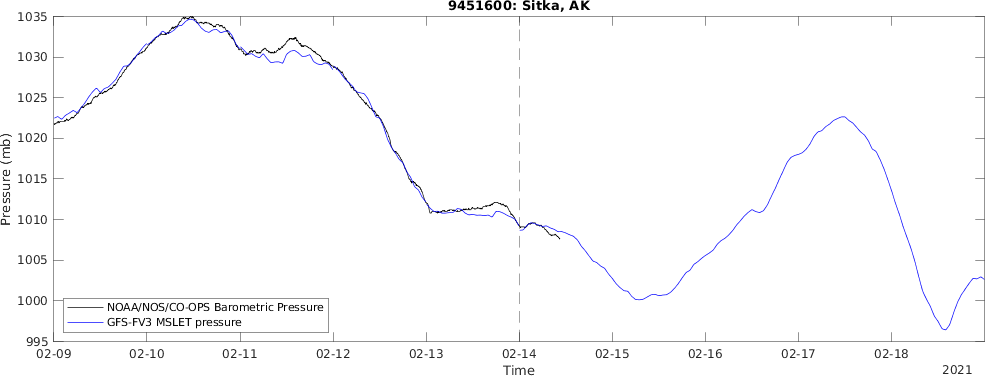 9451600: Sitka, AK
Pressure (mb)
1035
1030
1025
1020
1015
1010
1005
1000
995
NOAA/NOS/CO-OPS Barometric Pressure
GFS-FV3 MSLET pressure
02-09 02-10 02-11 02-12 02-13 02-14 02-15 02-16 02-17 02-18
Time
2021